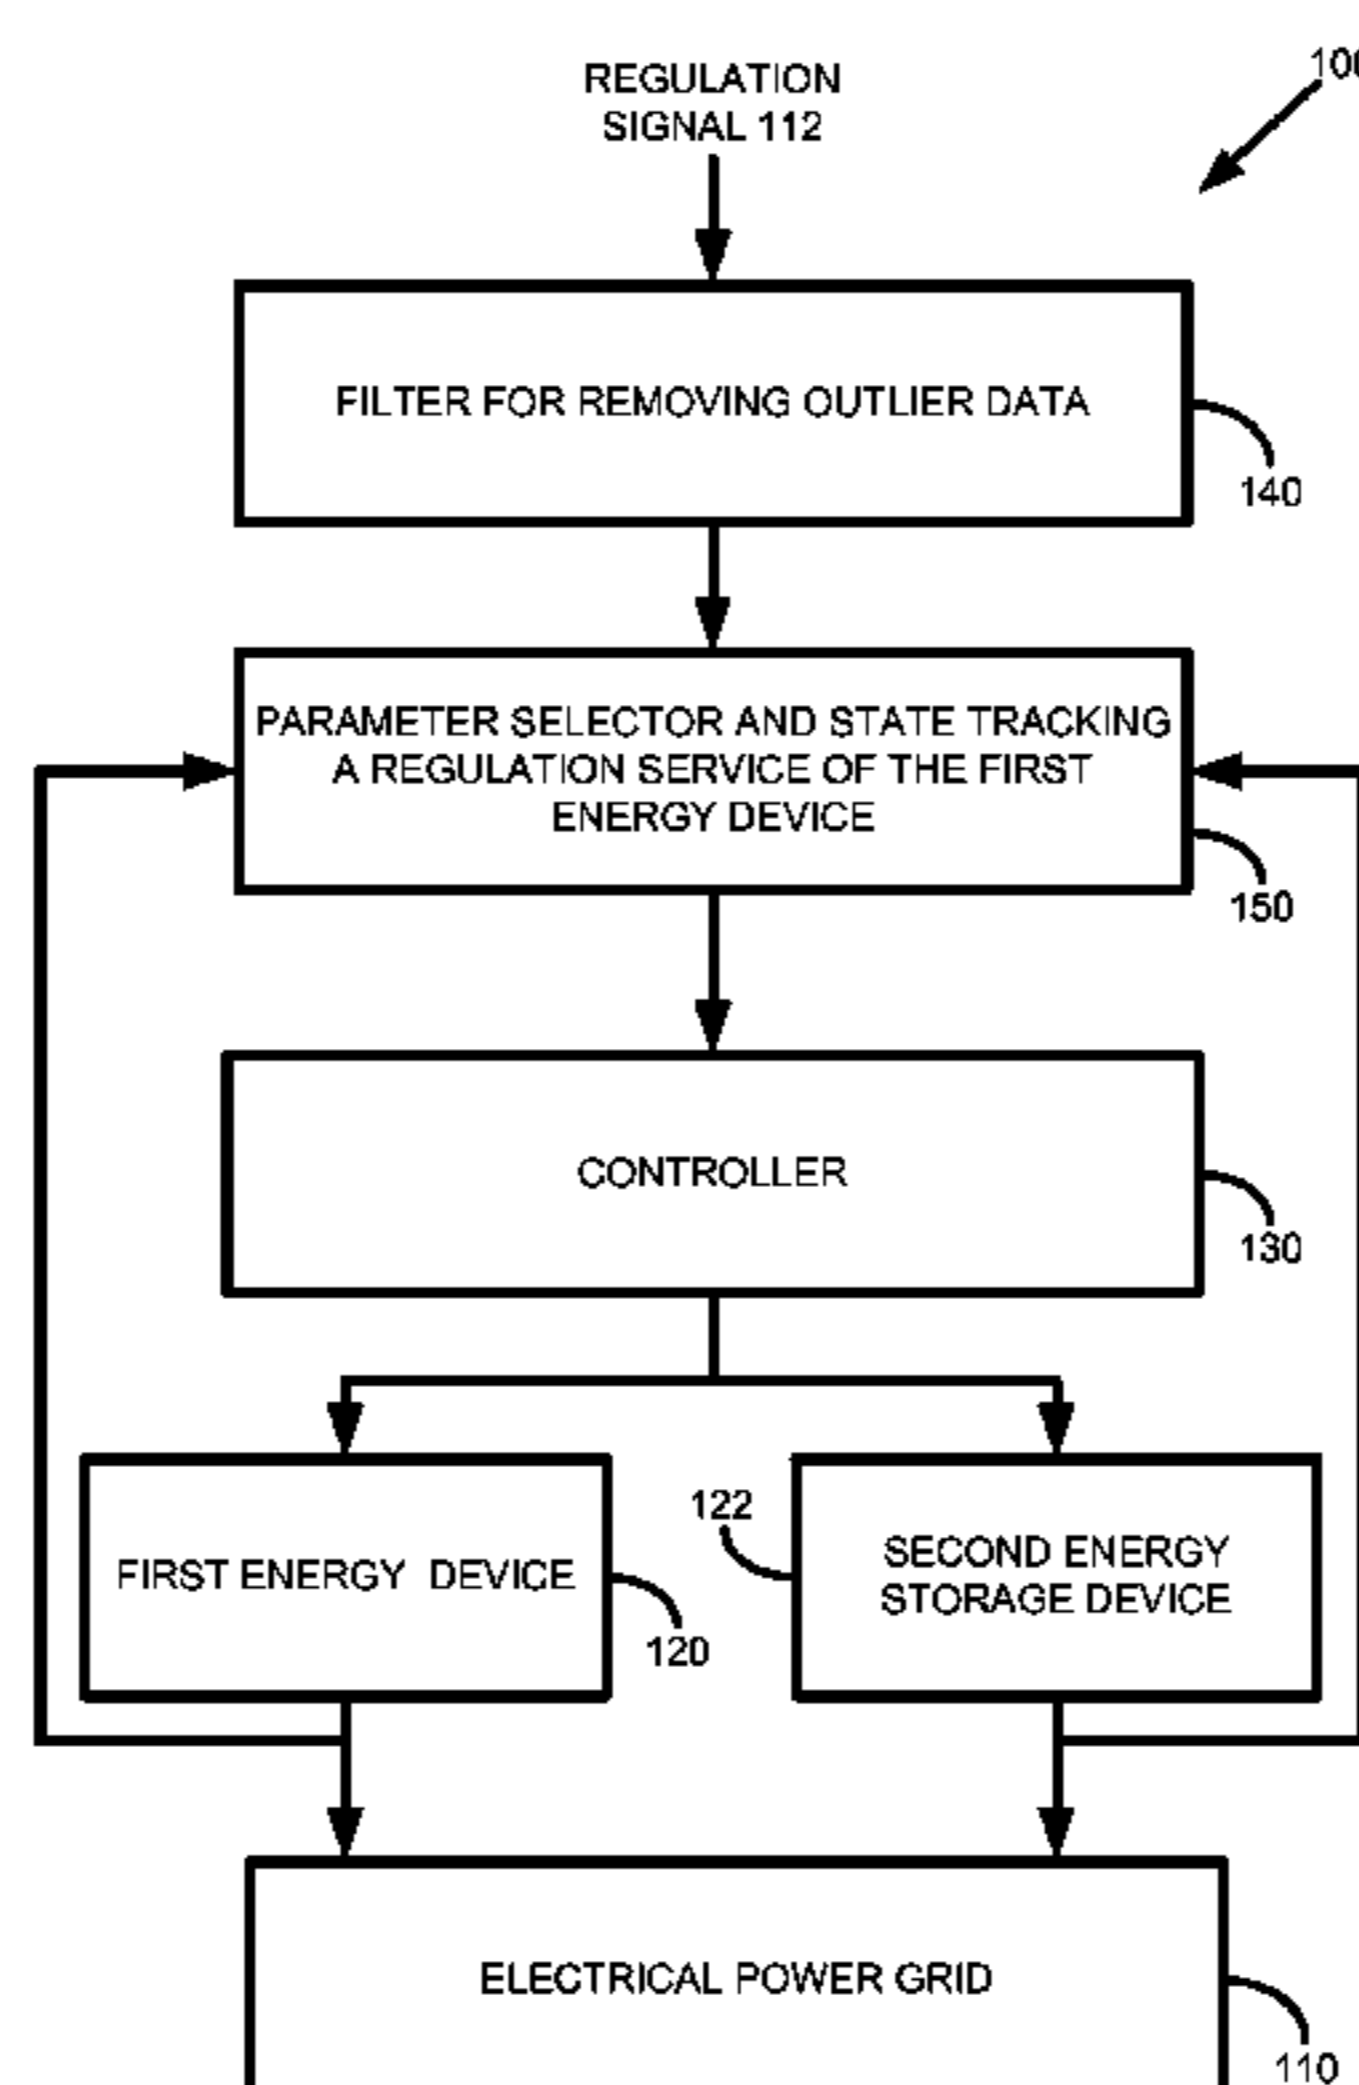 REGULATION
SIGNAL 112
100
FILTER FOR REMOVING OUTLIER DATA
140
PARAMETER SELECTOR AND STATE TRACKING
A REGULATION SERVICE OF THE FIRST
ENERGY DEVICE
150
CONTROLLER
130
122
FIRST ENERGY DEVICE
120
SECOND ENERGY
STORAGE DEVICE
ELECTRICAL POWER GRID
110